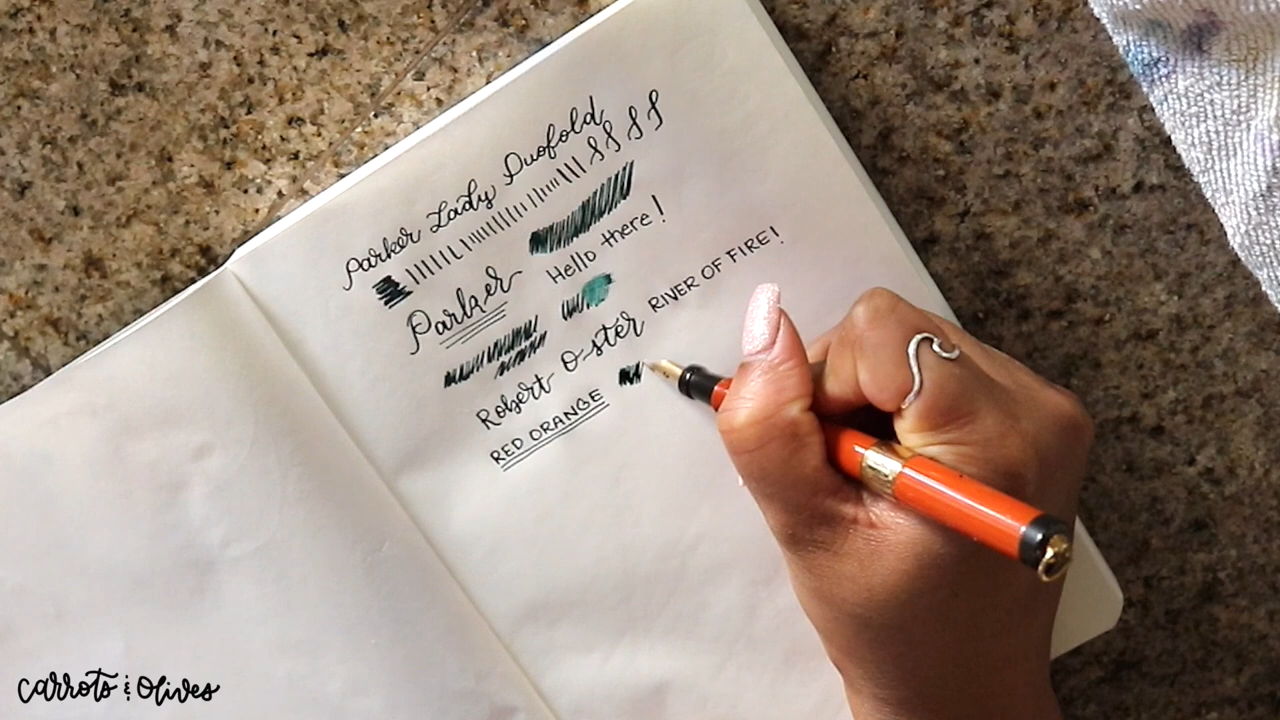 Parker Lady Duofold
Parker
Hello there!
Robert Oster
RIVER OF FIRE!
RED ORANGE
carrots & Olives